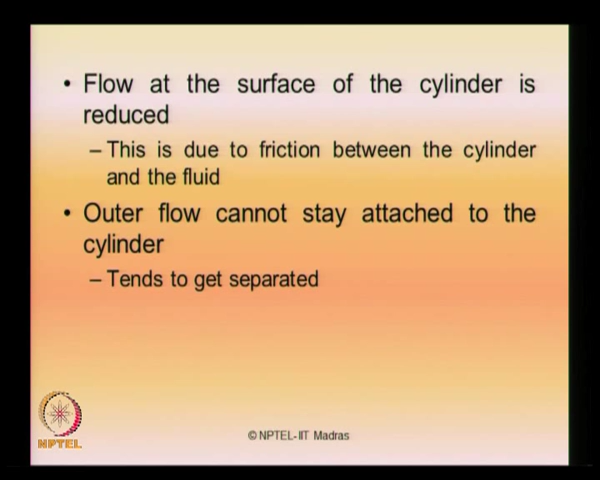 • Flow at the surface of the cylinder is
reduced
– This is due to friction between the cylinder
and the fluid
• Outer flow cannot stay attached to the
cylinder
– Tends to get separated
NPTEL
© NPTEL- IIT Madras